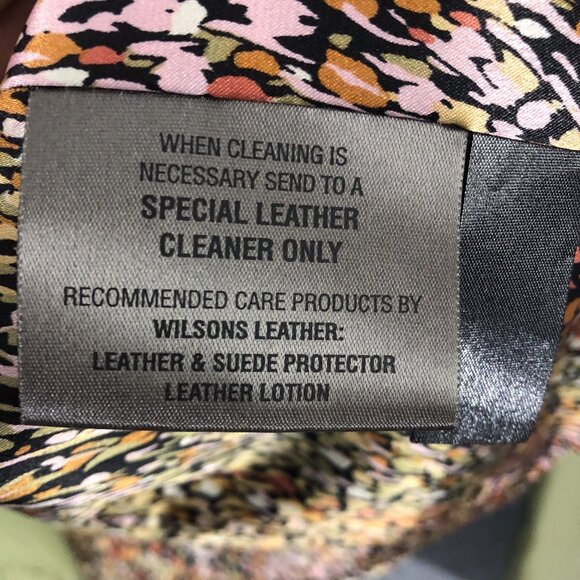 WHEN CLEANING IS
NECESSARY SEND TO A
SPECIAL LEATHER
CLEANER ONLY
RECOMMENDED CARE PRODUCTS BY
WILSONS LEATHER:
LEATHER & SUEDE PROTECTOR
LEATHER LOTION